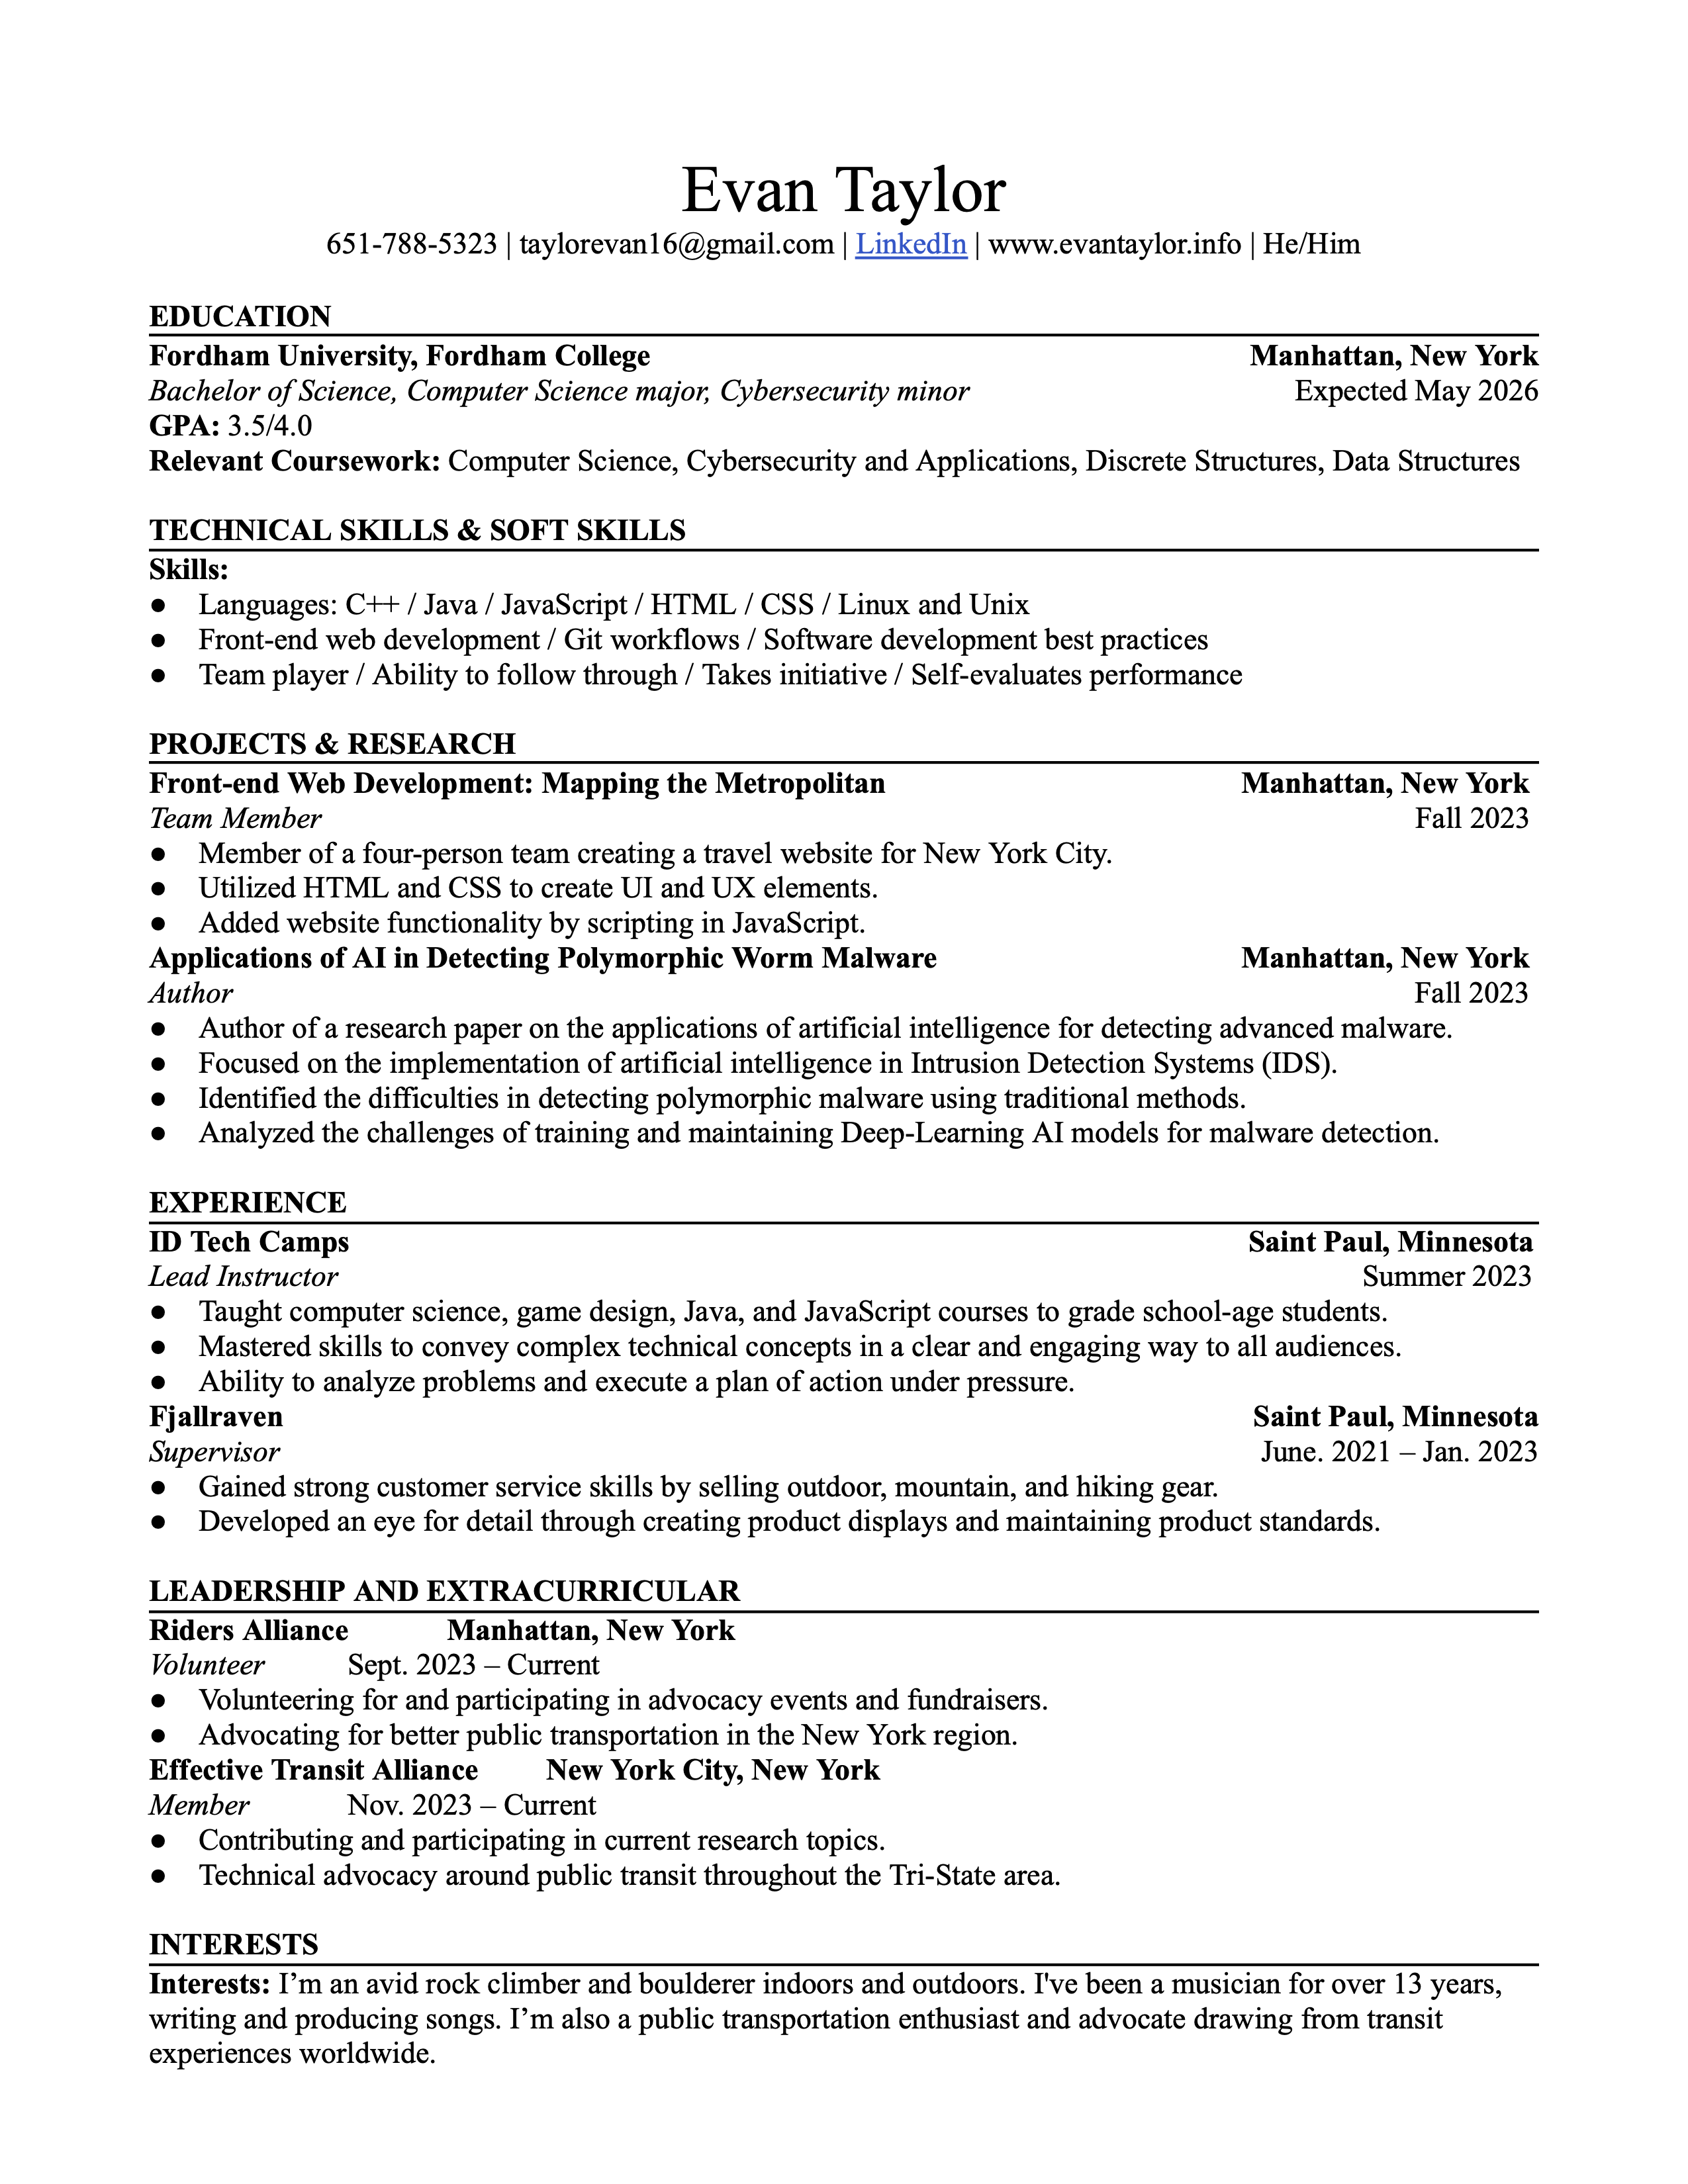 Evan Taylor
651-788-5323 | taylorevan16@gmail.com | LinkedIn | www.evantaylor.info | He/Him
EDUCATION
Fordham University, Fordham College Manhattan, New York
Bachelor of Science, Computer Science major, Cybersecurity minor Expected May 2026
GPA: 3.5/4.0
Relevant Coursework: Computer Science, Cybersecurity and Applications, Discrete Structures, Data Structures
TECHNICAL SKILLS & SOFT SKILLS
Skills:
● Languages: C++ / Java / JavaScript / HTML / CSS / Linux and Unix
● Front-end web development / Git workflows / Software development best practices
● Team player / Ability to follow through / Takes initiative / Self-evaluates performance
PROJECTS & RESEARCH
Front-end Web Development: Mapping the Metropolitan Manhattan, New York
Team Member Fall 2023
● Member of a four-person team creating a travel website for New York City.
● Utilized HTML and CSS to create UI and UX elements.
● Added website functionality by scripting in JavaScript.
Applications of AI in Detecting Polymorphic Worm Malware Manhattan, New York
Author Fall 2023
● Author of a research paper on the applications of artificial intelligence for detecting advanced malware.
● Focused on the implementation of artificial intelligence in Intrusion Detection Systems (IDS).
● Identified the difficulties in detecting polymorphic malware using traditional methods.
● Analyzed the challenges of training and maintaining Deep-Learning AI models for malware detection.
EXPERIENCE
ID Tech Camps Saint Paul, Minnesota
Lead Instructor Summer 2023
● Taught computer science, game design, Java, and JavaScript courses to grade school-age students.
● Mastered skills to convey complex technical concepts in a clear and engaging way to all audiences.
● Ability to analyze problems and execute a plan of action under pressure.
Fjallraven Saint Paul, Minnesota
Supervisor June. 2021 – Jan. 2023
● Gained strong customer service skills by selling outdoor, mountain, and hiking gear.
● Developed an eye for detail through creating product displays and maintaining product standards.
LEADERSHIP AND EXTRACURRICULAR
Riders Alliance Manhattan, New York
Volunteer Sept. 2023 – Current
● Volunteering for and participating in advocacy events and fundraisers.
● Advocating for better public transportation in the New York region.
Effective Transit Alliance New York City, New York
Member Nov. 2023 – Current
● Contributing and participating in current research topics.
● Technical advocacy around public transit throughout the Tri-State area.
INTERESTS
Interests: I’m an avid rock climber and boulderer indoors and outdoors. I've been a musician for over 13 years,
writing and producing songs. I’m also a public transportation enthusiast and advocate drawing from transit
experiences worldwide.